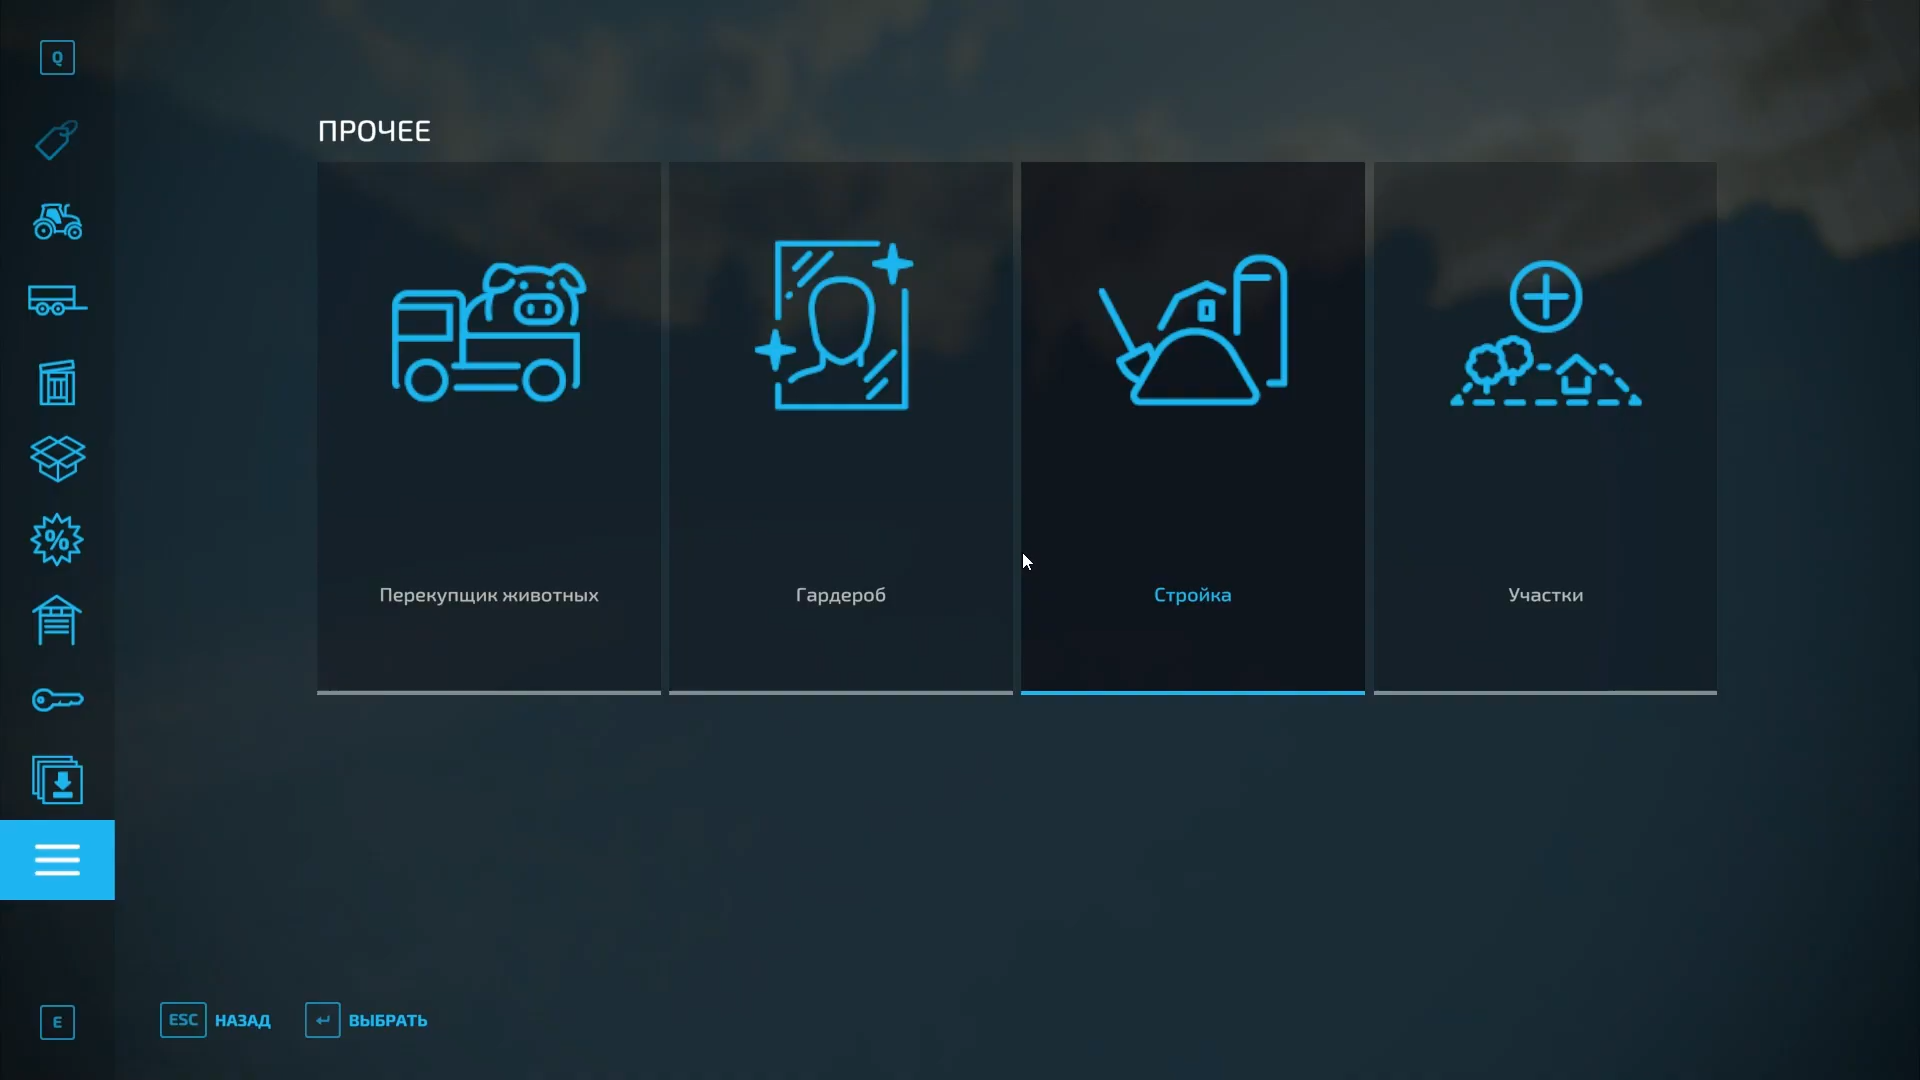 Q
ПРОЧЕЕ
%
Перекупщик животных
Гардероб
Стройка
Участки
E
ESC НАЗАД
ВЫБРАТЬ